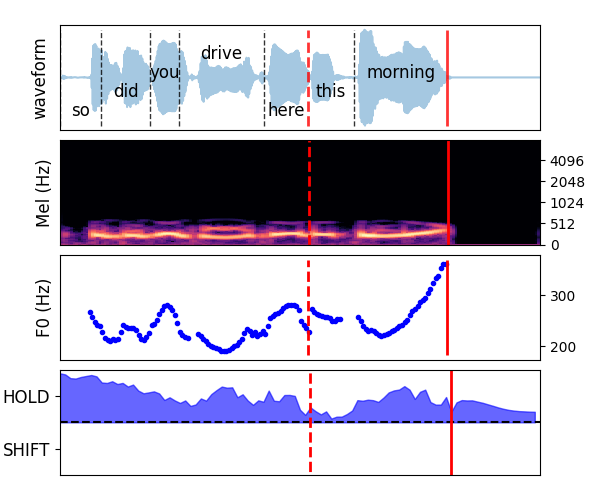 waveform
so did you drive here this morning
Mel (Hz)
4096
2048
1024
512
0
F0 (Hz)
300
200
HOLD
SHIFT